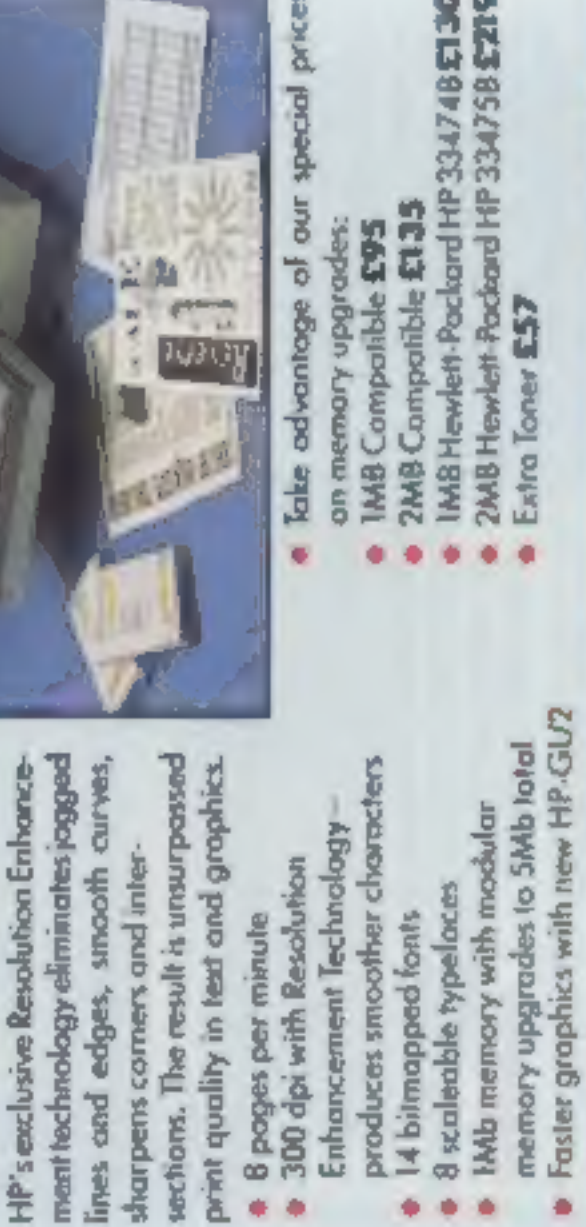 HP's exclusive Resolution Enhance-
ment technology eliminates jagged
lines and edges, smooth curves,
sharpens corners and inter-
sections. The result is unsurpassed
print quality in text and graphics.
• 8 pages per minute
• 300 dpi with Resolution
Enhancement Technology –
produces smoother characters
• 14 bitmapped fonts
• 8 scaleable typefaces
• 1Mb memory with modular
memory upgrades to 5Mb total
• Faster graphics with new HP-GL/2
• Take advantage of our special prices
on memory upgrades:
• 1MB Compatible £95
• 2MB Compatible £135
• 1MB Hewlett-Packard HP 33474B £130
• 2MB Hewlett-Packard HP 33475B £219
• Extra Toner £57